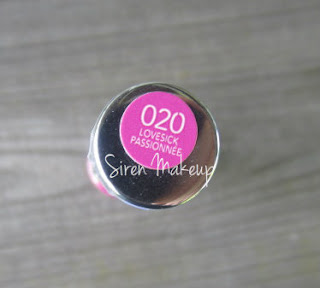 020
LOVESICK
PASSIONNÉE
Siren Makeup